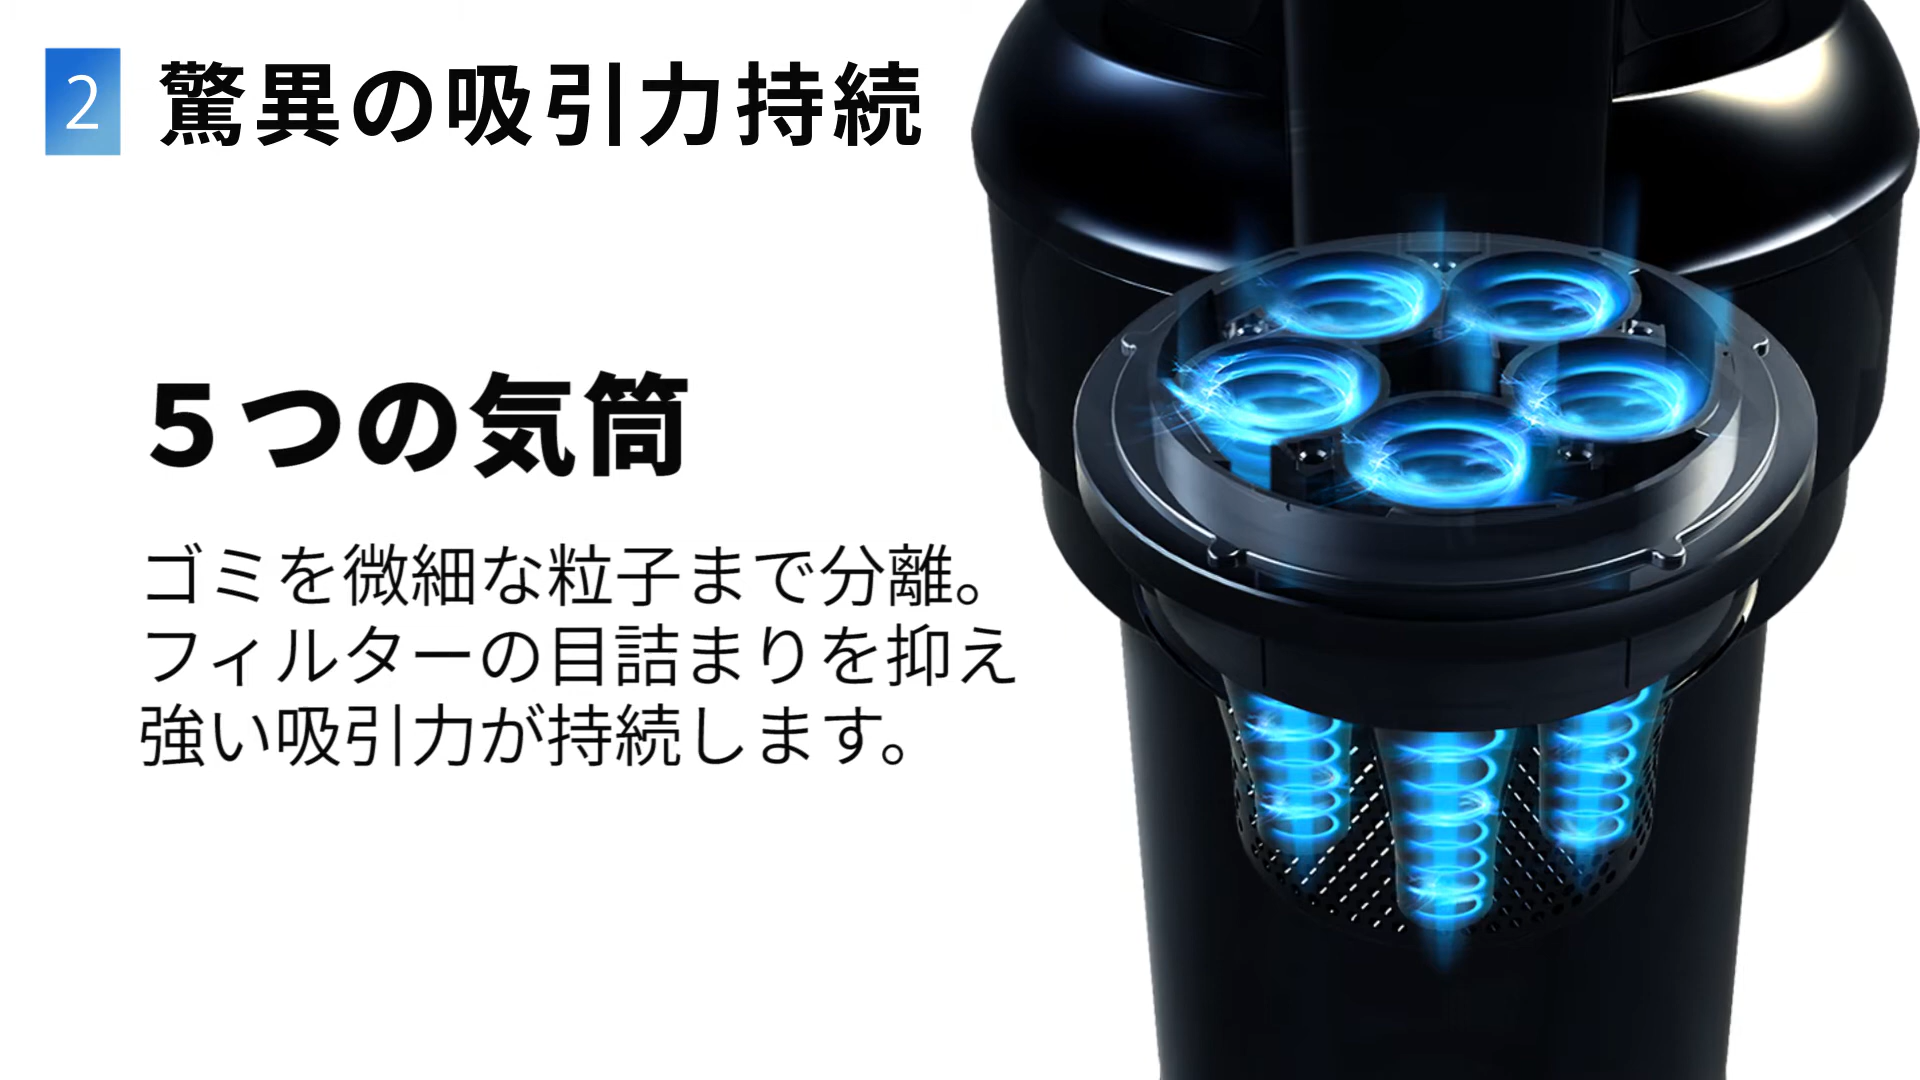 2 驚異の吸引力持続
５つの気筒
ゴミを微細な粒子まで分離。
フィルターの目詰まりを抑え
強い吸引力が持続します。